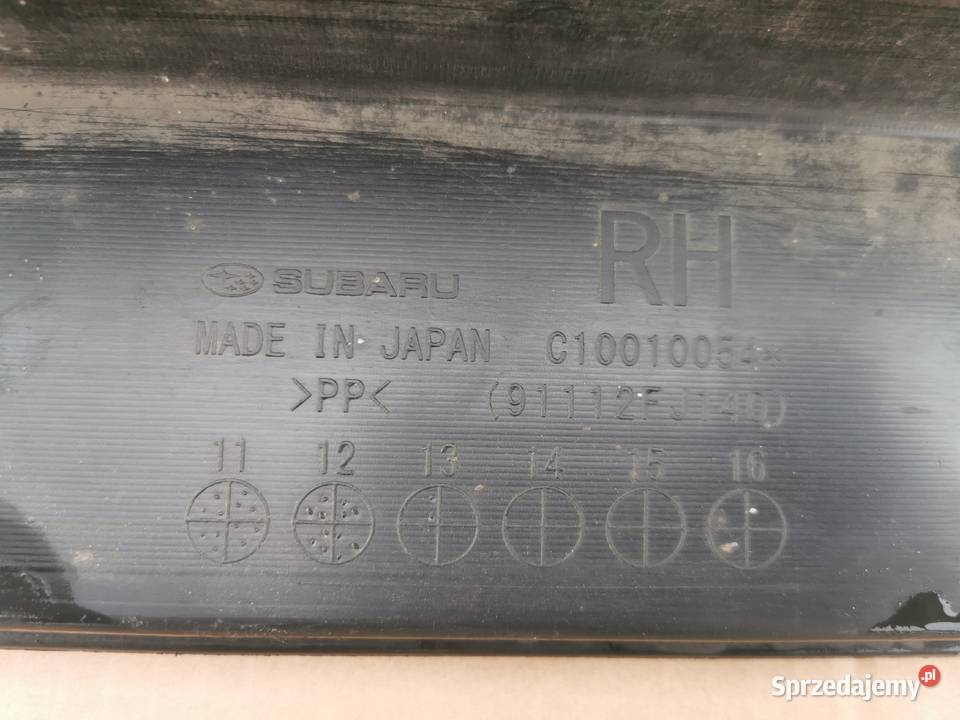 RH
SUBARU
MADE IN JAPAN
>PP<
11 12 13 14 15 16
Sprzedajemy.pl